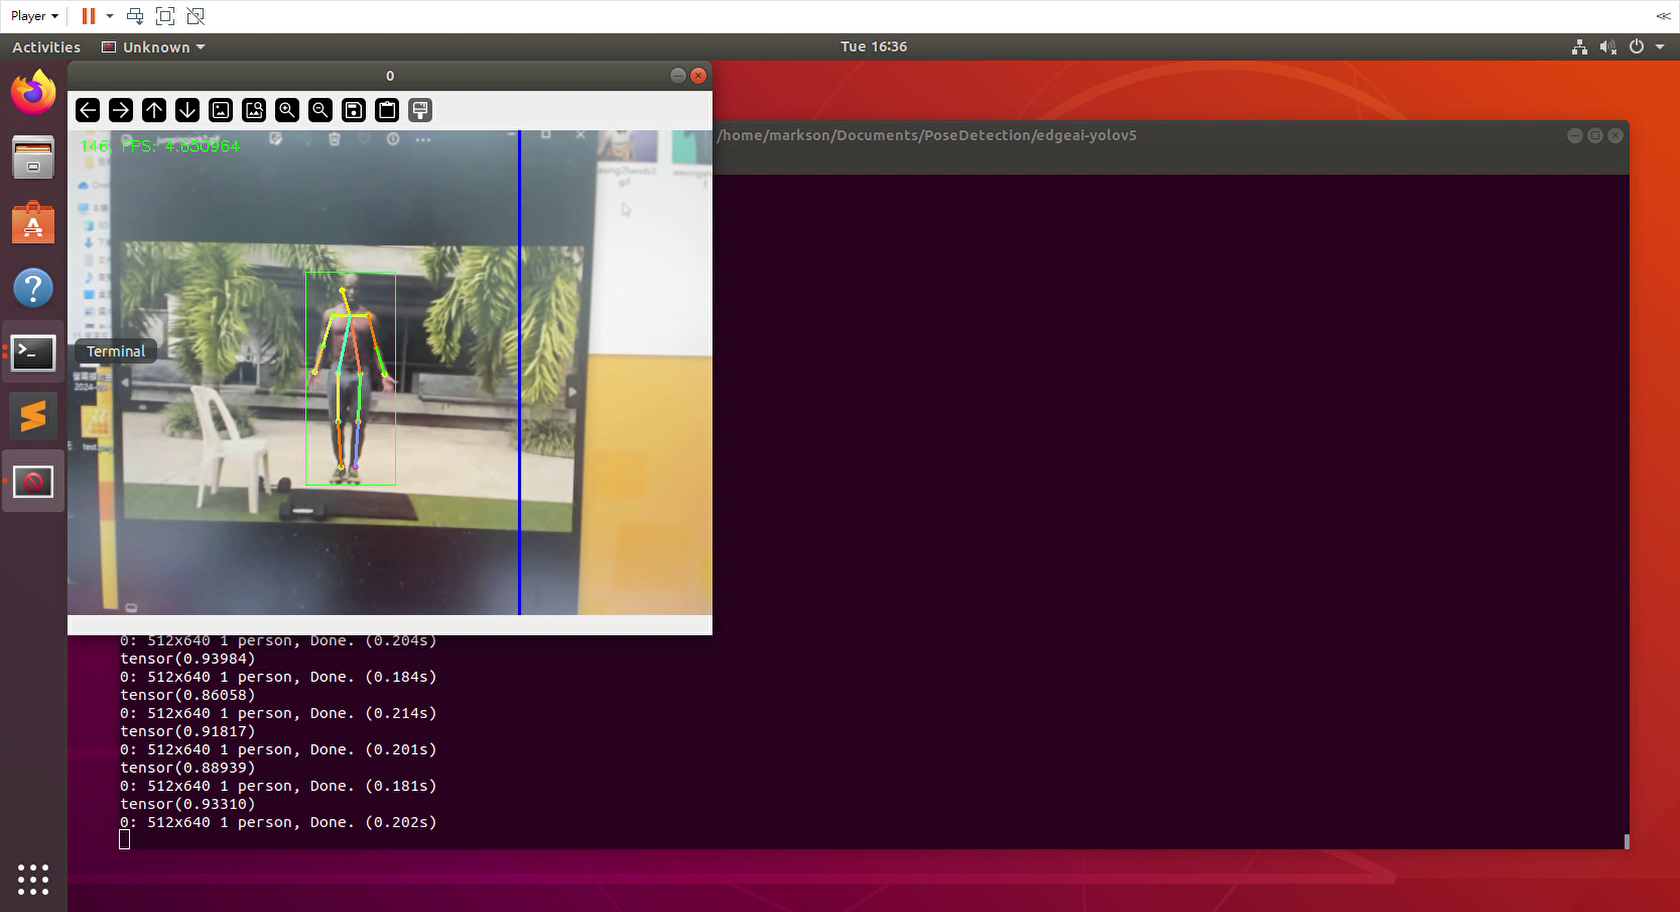 Player
Activities
Unknown
Tue 16:36
0
/home/markson/Documents/PoseDetection/edgeai-yolov5
146, FPS: 4.850964
Terminal
0: 512x640 1 person, Done. (0.204s)
tensor(0.93984)
0: 512x640 1 person, Done. (0.184s)
tensor(0.86058)
0: 512x640 1 person, Done. (0.214s)
tensor(0.91817)
0: 512x640 1 person, Done. (0.201s)
tensor(0.88939)
0: 512x640 1 person, Done. (0.181s)
tensor(0.93310)
0: 512x640 1 person, Done. (0.202s)